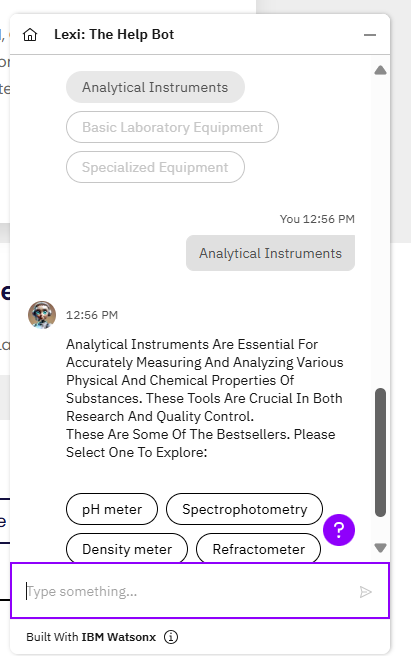 Lexi: The Help Bot
Analytical Instruments
Basic Laboratory Equipment
Specialized Equipment
You 12:56 PM
Analytical Instruments
12:56 PM
Analytical Instruments Are Essential For
Accurately Measuring And Analyzing Various
Physical And Chemical Properties Of
Substances. These Tools Are Crucial In Both
Research And Quality Control.
These Are Some Of The Bestsellers. Please
Select One To Explore:
pH meter Spectrophotometry
?
Density meter Refractometer
Type something...
Built With IBM Watsonx